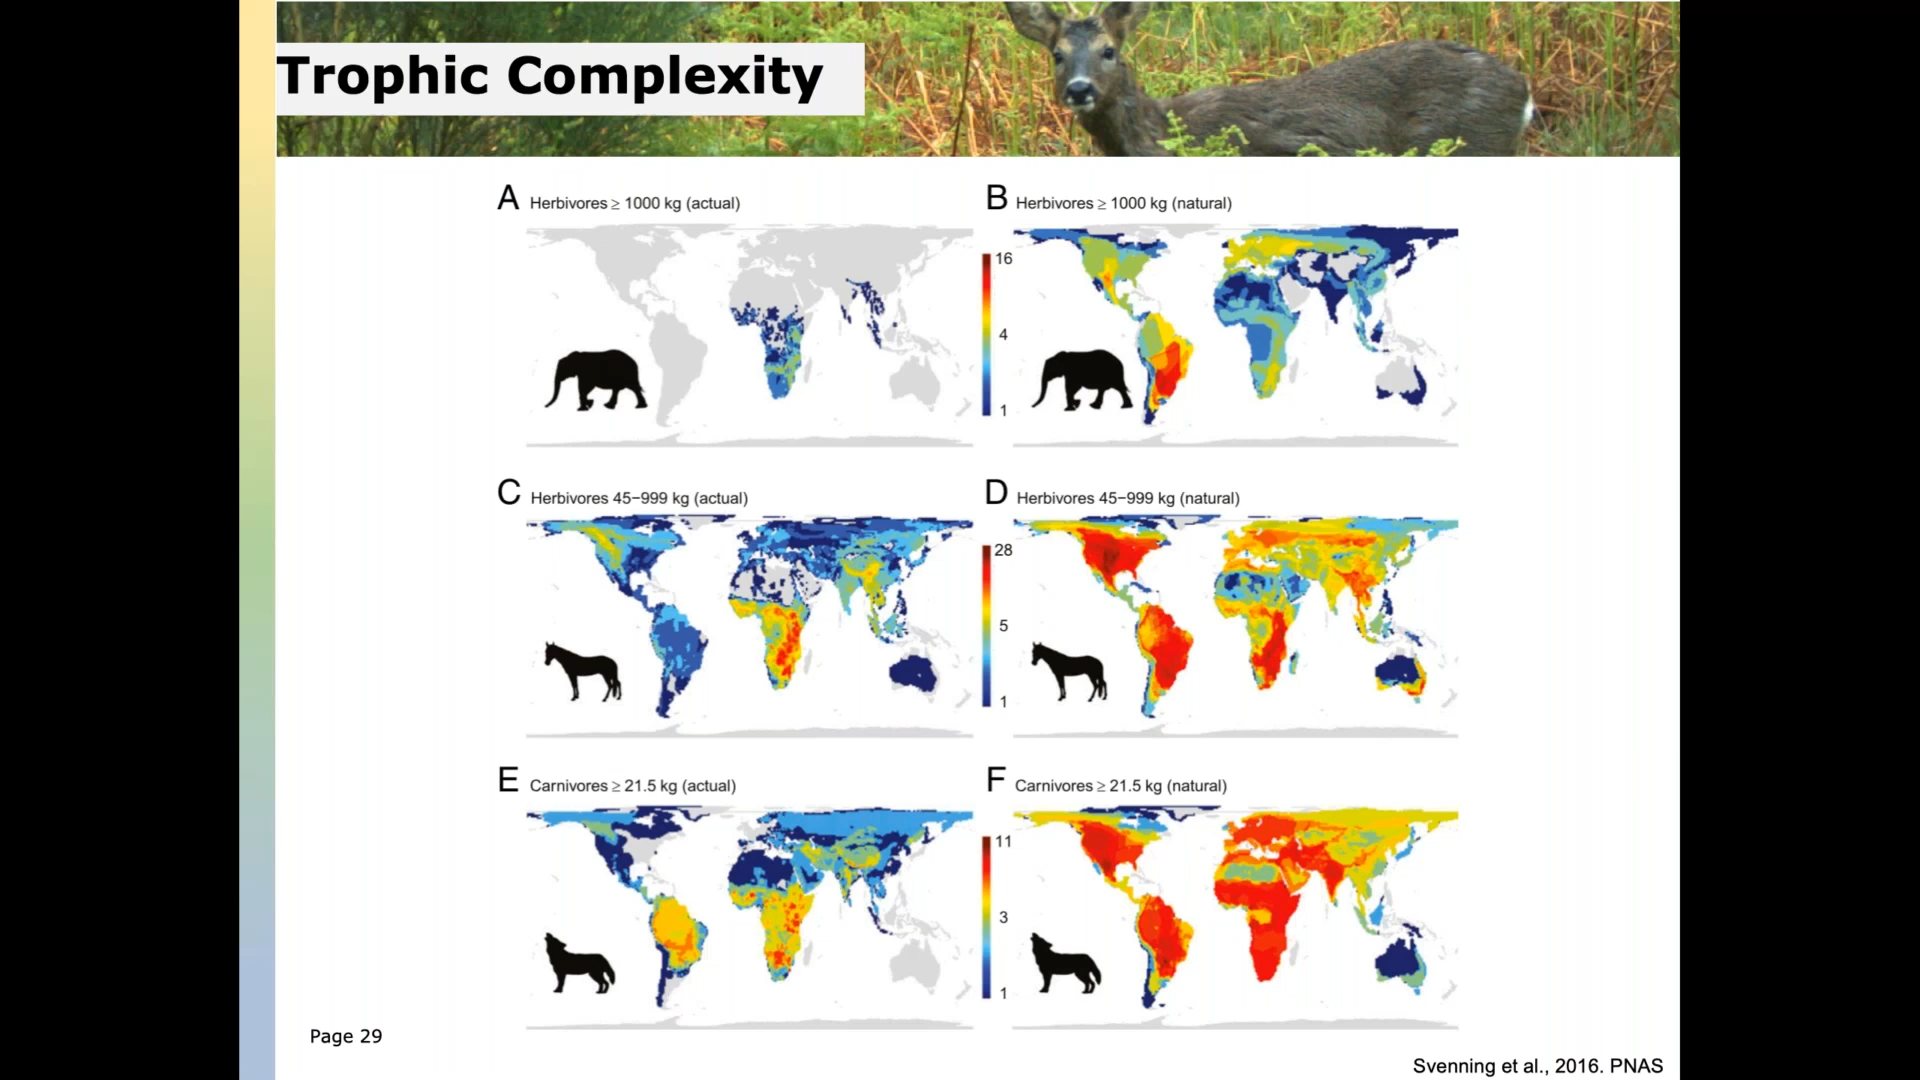 Trophic Complexity
A Herbivores ≥ 1000 kg (actual)
B Herbivores ≥ 1000 kg (natural)
16
4
1
C Herbivores 45−999 kg (actual)
D Herbivores 45−999 kg (natural)
28
5
1
E Carnivores ≥ 21.5 kg (actual)
F Carnivores ≥ 21.5 kg (natural)
11
3
1
Page 29
Svenning et al., 2016. PNAS